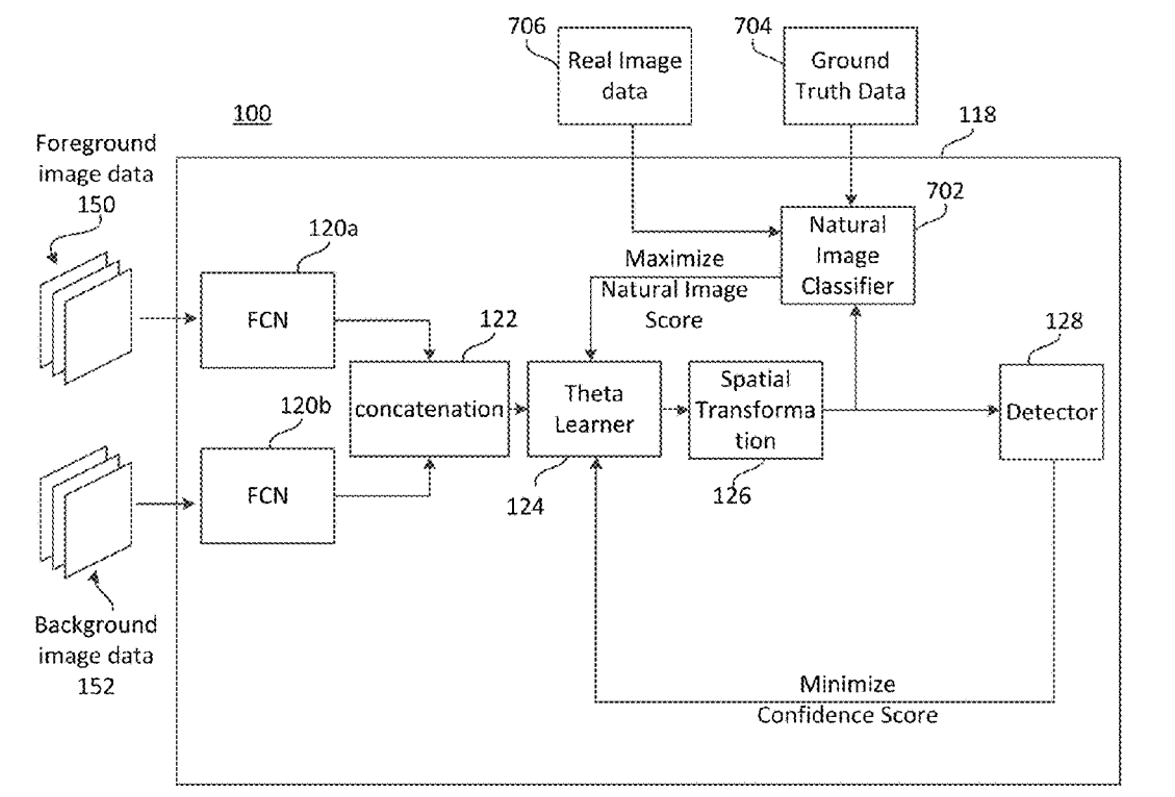 706
Real Image
data
704
Ground
Truth Data
100
118
Foreground
image data
150
702
Natural
Image
Classifier
120a
FCN
Maximize
Natural Image
Score
122
concatenation
Theta
Learner
124
Spatial
Transforma
tion
126
128
Detector
120b
FCN
Background
image data
152
Minimize
Confidence Score